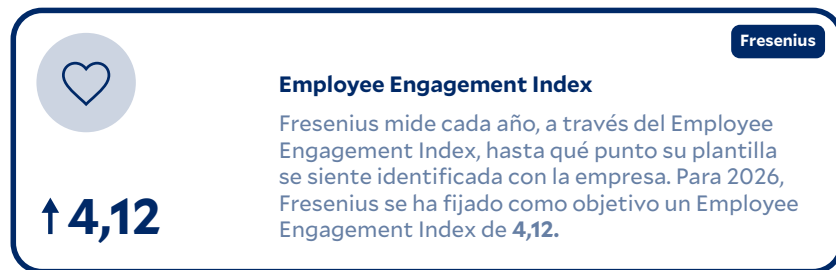 Fresenius
Employee Engagement Index
Fresenius mide cada año, a través del Employee
Engagement Index, hasta qué punto su plantilla
se siente identificada con la empresa. Para 2026,
Fresenius se ha fijado como objetivo un Employee
Engagement Index de 4,12.
↑ 4,12